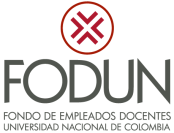 FODUN
FONDO DE EMPLEADOS DOCENTES
UNIVERSIDAD NACIONAL DE COLOMBIA